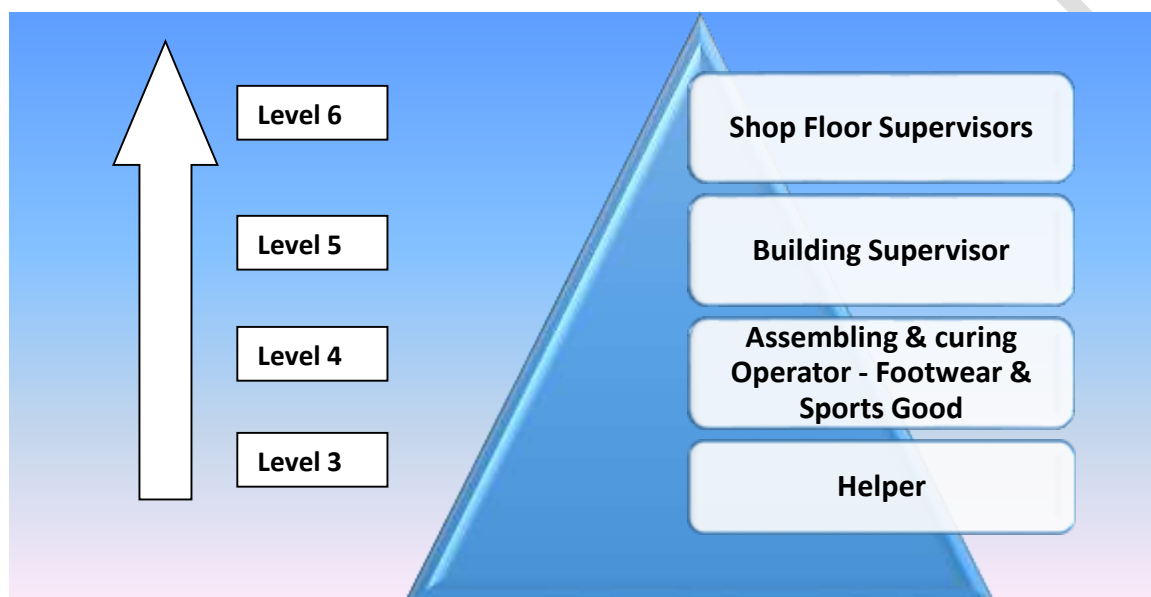 Level 6
Shop Floor Supervisors
Level 5
Building Supervisor
Level 4
Assembling & curing
Operator - Footwear &
Sports Good
Level 3
Helper